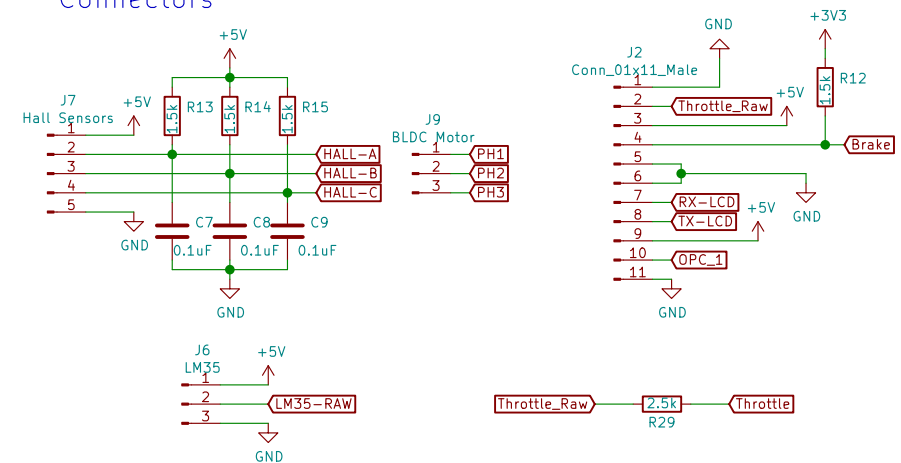 Connectors
+5V
R13
1.5k
R14
1.5k
R15
1.5k
J7
Hall Sensors
+5V
1
2
3
4
5
GND
HALL-A
HALL-B
HALL-C
C7
0.1uF
C8
0.1uF
C9
0.1uF
GND
J9
BLDC Motor
1
2
3
PH1
PH2
PH3
J2
Conn_01x11_Male
1
2
3
4
5
6
7
8
9
10
11
GND
Throttle_Raw
+5V
+3V3
R12
1.5k
Brake
GND
RX-LCD
TX-LCD
+5V
OPC_1
GND
J6
LM35
1
2
3
+5V
LM35-RAW
GND
Throttle_Raw
2.5k
R29
Throttle